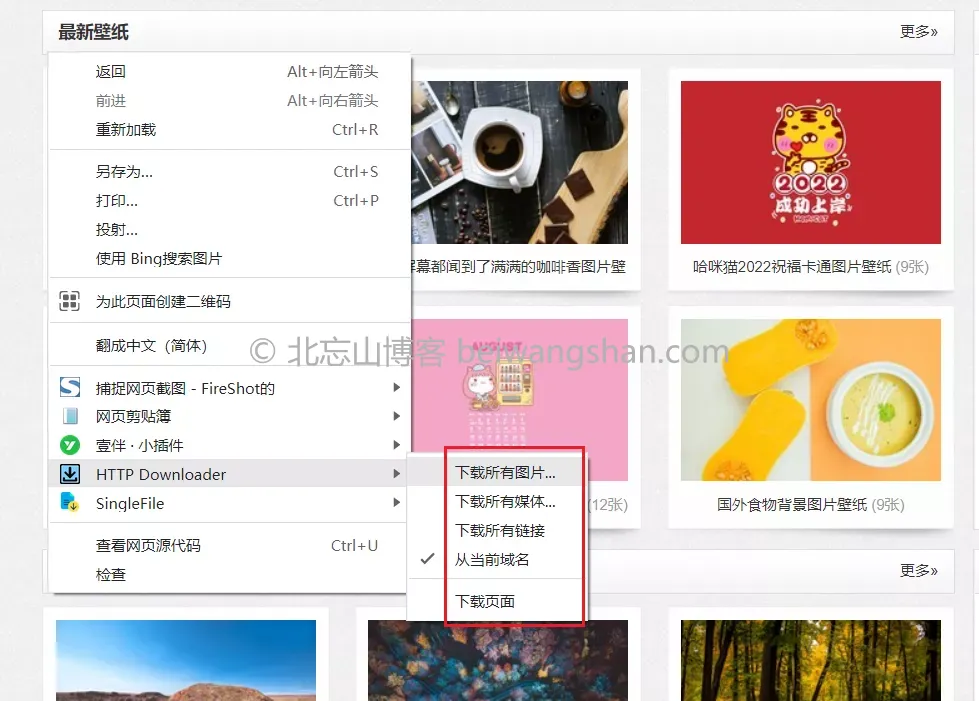 最新壁纸
更多»
返回 Alt+向左箭头
前进 Alt+向右箭头
重新加载 Ctrl+R
另存为... Ctrl+S
打印... Ctrl+P
投射...
使用 Bing搜索图片
为此页面创建二维码
翻成中文（简体）
捕捉网页截图 - FireShot的
网页剪贴簿
壹伴 · 小插件
HTTP Downloader
SingleFile
查看网页源代码 Ctrl+U
检查
下载所有图片...
下载所有媒体...
下载所有链接
从当前域名
下载页面
2022
成功上岸
HAMICAT
屏幕都闻到了满满的咖啡香图片壁
哈咪猫2022祝福卡通图片壁纸 (9张)
© 北忘山博客 beiwangshan.com
AUGUST
(12张)
国外食物背景图片壁纸 (9张)
更多»